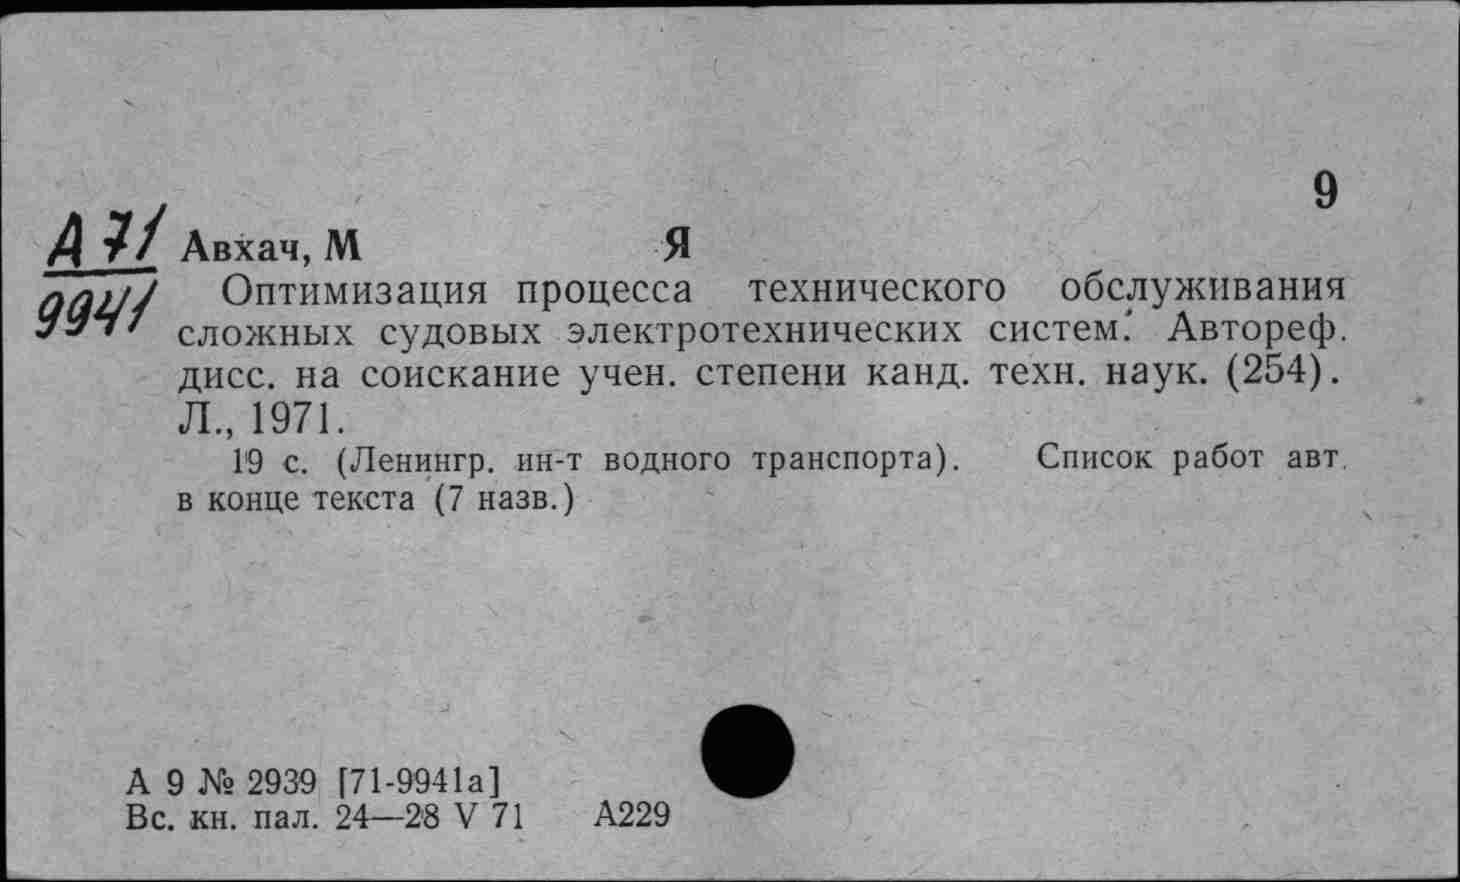 9
А 71 Авхач, М Я
9941 Оптимизация процесса технического обслуживания
сложных судовых электротехнических систем. Автореф.
дисс. на соискание учен. степени канд. техн. наук. (254).
Л., 1971.
19 с. (Ленингр. ин-т водного транспорта). Список работ авт.
в конце текста (7 назв.)
А 9 № 2939 [71-9941а]
Вс. кн. пал. 24—28 V 71 А229